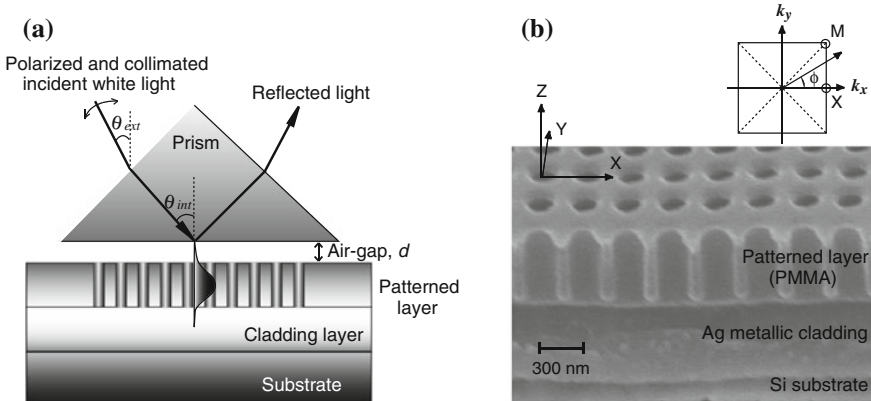 (a)
Polarized and collimated
incident white light
Reflected light
θext
Prism
θint
Air-gap, d
Patterned
layer
Cladding layer
Substrate
(b)
ky
M
ϕ
kx
X
Z
Y
X
Patterned layer
(PMMA)
Ag metallic cladding
300 nm
Si substrate